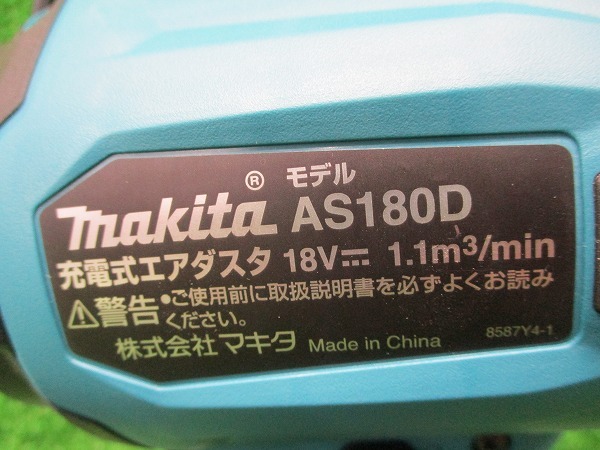 makita® モデル AS180D
充電式エアダスタ 18V⎓ 1.1m³/min
⚠警告 •ご使用前に取扱説明書を必ずよくお読み
ください。
株式会社マキタ Made in China 8587Y4-1